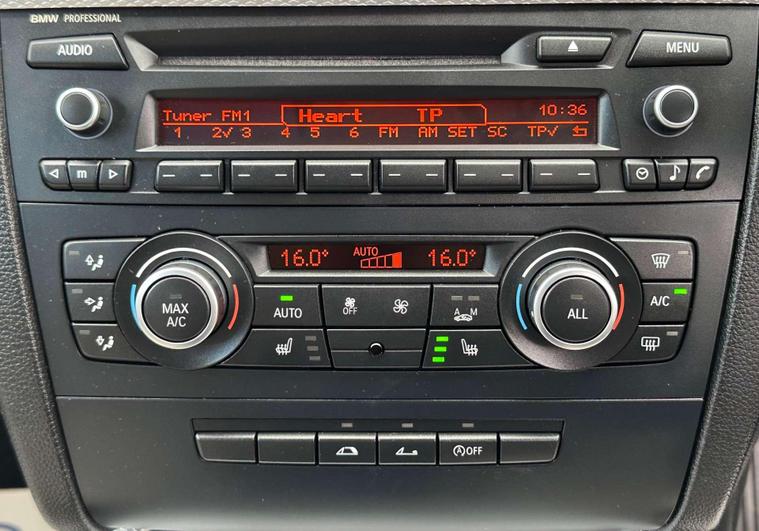 BMW PROFESSIONAL
AUDIO
MENU
Tuner FM1 Heart TP 10:36
1 2✓ 3 4 5 6 FM AM SET SC TP✓
m
16.0° AUTO 16.0°
MAX A/C
AUTO
OFF
A M
ALL
A/C
OFF